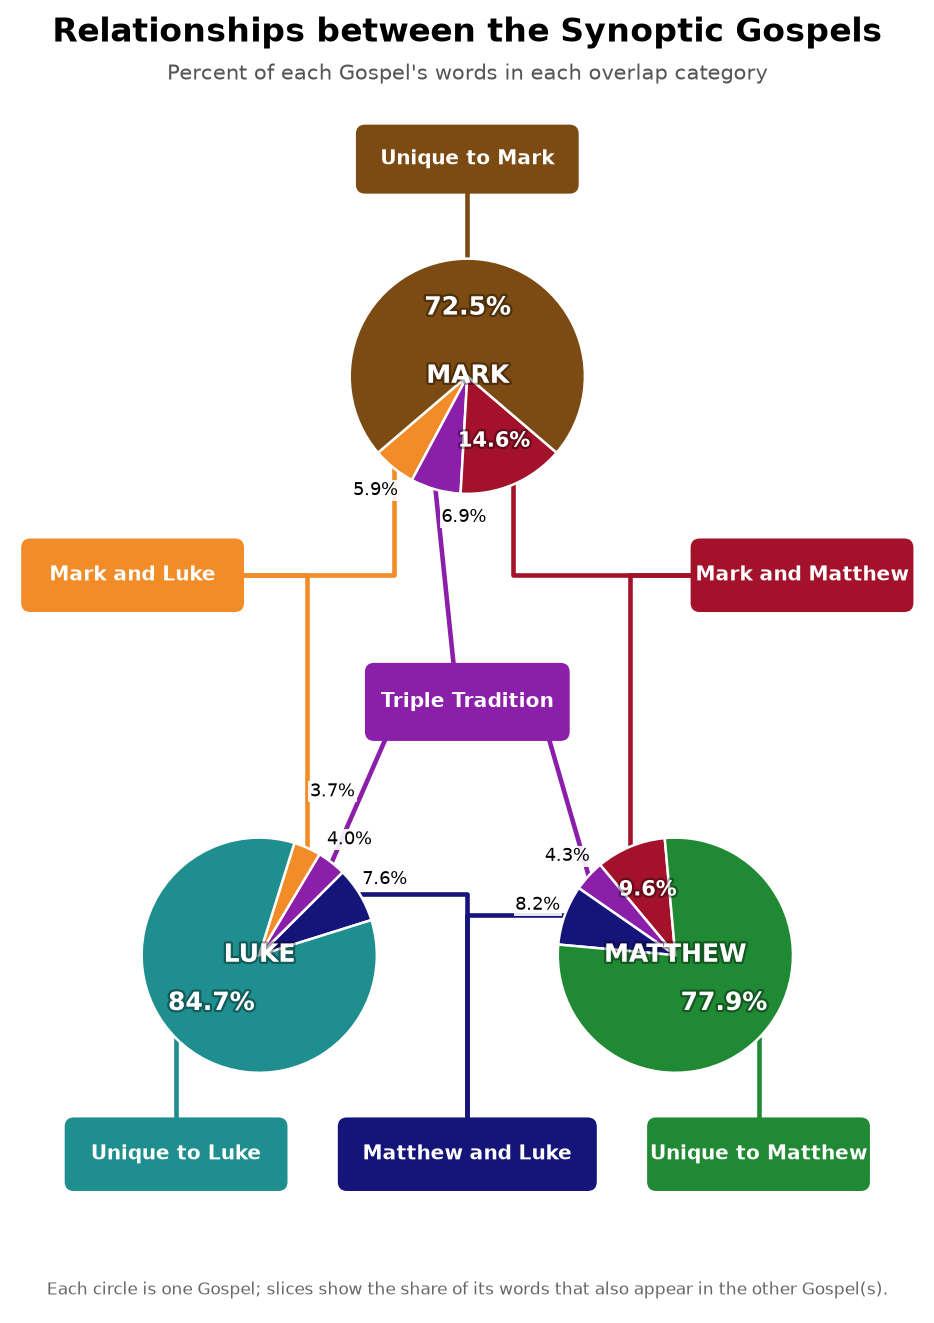 Relationships between the Synoptic Gospels
Percent of each Gospel's words in each overlap category
Unique to Mark
72.5%
MARK
14.6%
5.9%
6.9%
Mark and Luke
Mark and Matthew
Triple Tradition
3.7%
4.0%
4.3%
7.6%
9.6%
8.2%
LUKE
MATTHEW
84.7%
77.9%
Unique to Luke
Matthew and Luke
Unique to Matthew
Each circle is one Gospel; slices show the share of its words that also appear in the other Gospel(s).